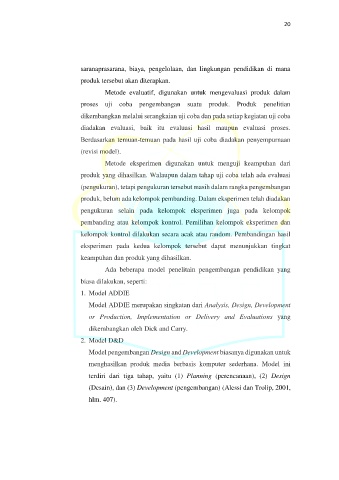 20
saranaprasarana, biaya, pengelolaan, dan lingkungan pendidikan di mana
produk tersebut akan diterapkan.
Metode evaluatif, digunakan untuk mengevaluasi produk dalam
proses uji coba pengembangan suatu produk. Produk penelitian
dikembangkan melalui serangkaian uji coba dan pada setiap kegiatan uji coba
diadakan evaluasi, baik itu evaluasi hasil maupun evaluasi proses.
Berdasarkan temuan-temuan pada hasil uji coba diadakan penyempurnaan
(revisi model).
Metode eksperimen digunakan untuk menguji keampuhan dari
produk yang dihasilkan. Walaupun dalam tahap uji coba telah ada evaluasi
(pengukuran), tetapi pengukuran tersebut masih dalam rangka pengembangan
produk, belum ada kelompok pembanding. Dalam eksperimen telah diadakan
pengukuran selain pada kelompok eksperimen juga pada kelompok
pembanding atau kelompok kontrol. Pemilihan kelompok eksperimen dan
kelompok kontrol dilakukan secara acak atau random. Pembandingan hasil
eksperimen pada kedua kelompok tersebut dapat menunjukkan tingkat
keampuhan dan produk yang dihasilkan.
Ada beberapa model penelitain pengembangan pendidikan yang
biasa dilakukan, seperti:
1. Model ADDIE
Model ADDIE merupakan singkatan dari Analysis, Design, Development
or Production, Implementation or Delivery and Evaluations yang
dikembangkan oleh Dick and Carry.
2. Model D&D
Model pengembangan Design and Development biasanya digunakan untuk
menghasilkan produk media berbasis komputer sederhana. Model ini
terdiri dari tiga tahap, yaitu (1) Planning (perencanaan), (2) Design
(Desain), dan (3) Development (pengembangan) (Alessi dan Trolip, 2001,
hlm. 407).